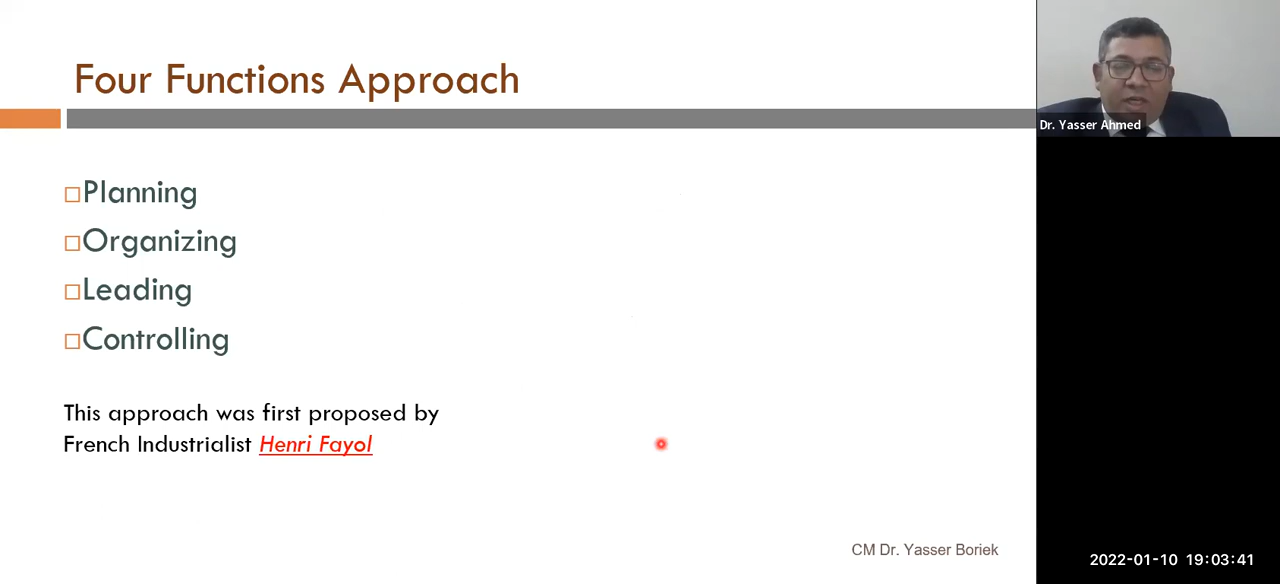 Four Functions Approach
Dr. Yasser Ahmed
Planning
Organizing
Leading
Controlling
This approach was first proposed by
French Industrialist Henri Fayol
CM Dr. Yasser Boriek
2022-01-10 19:03:41